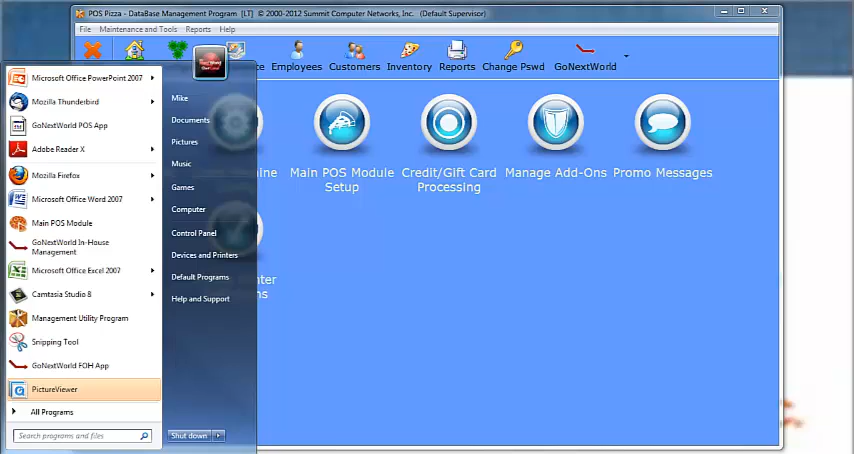 POS Pizza - DataBase Management Program [LT] © 2000-2012 Summit Computer Networks, Inc. (Default Supervisor)
File Maintenance and Tools Reports Help
Employees Customers Inventory Reports Change Pswd GoNextWorld
Microsoft Office PowerPoint 2007
Mozilla Thunderbird
GoNextWorld POS App
Adobe Reader X
Mozilla Firefox
Microsoft Office Word 2007
Main POS Module
GoNextWorld In-House
Management
Microsoft Office Excel 2007
Camtasia Studio 8
Management Utility Program
Snipping Tool
GoNextWorld FOH App
PictureViewer
All Programs
Search programs and files
Mike
Documents
Pictures
Music
Games
Computer
Control Panel
Devices and Printers
Default Programs
Help and Support
Shut down
Main POS Module
Setup
Credit/Gift Card
Processing
Manage Add-Ons
Promo Messages